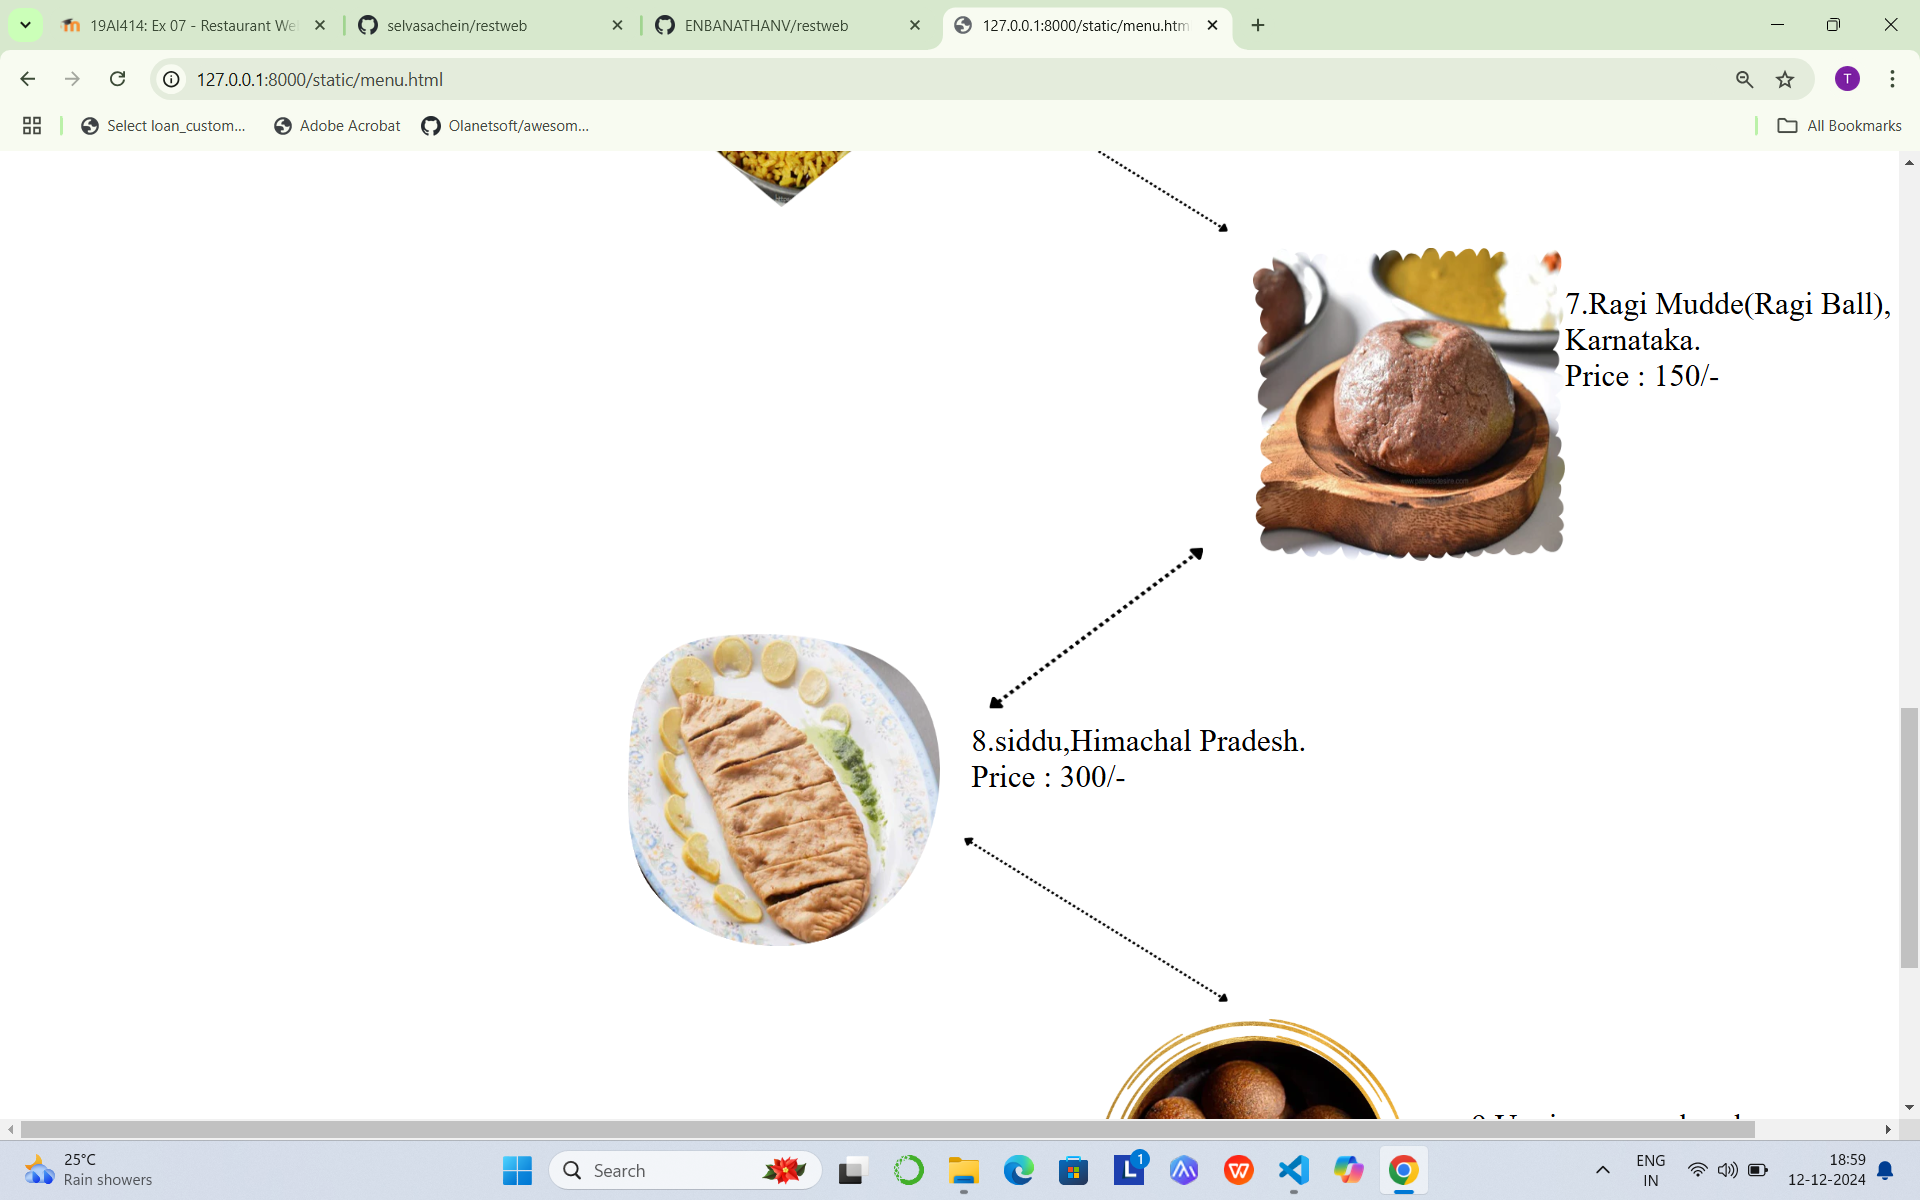 19AI414: Ex 07 - Restaurant We
selvasachein/restweb
ENBANATHANV/restweb
127.0.0.1:8000/static/menu.htm
127.0.0.1:8000/static/menu.html
T
Select loan_custom...
Adobe Acrobat
Olanetsoft/awesom...
All Bookmarks
7.Ragi Mudde(Ragi Ball),
Karnataka.
Price : 150/-
8.siddu,Himachal Pradesh.
Price : 300/-
25°C
Rain showers
Search
1
ENG
IN
18:59
12-12-2024